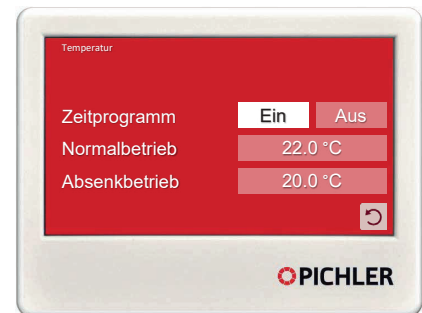 Temperatur
Zeitprogramm Ein Aus
Normalbetrieb 22.0 °C
Absenkbetrieb 20.0 °C
PICHLER